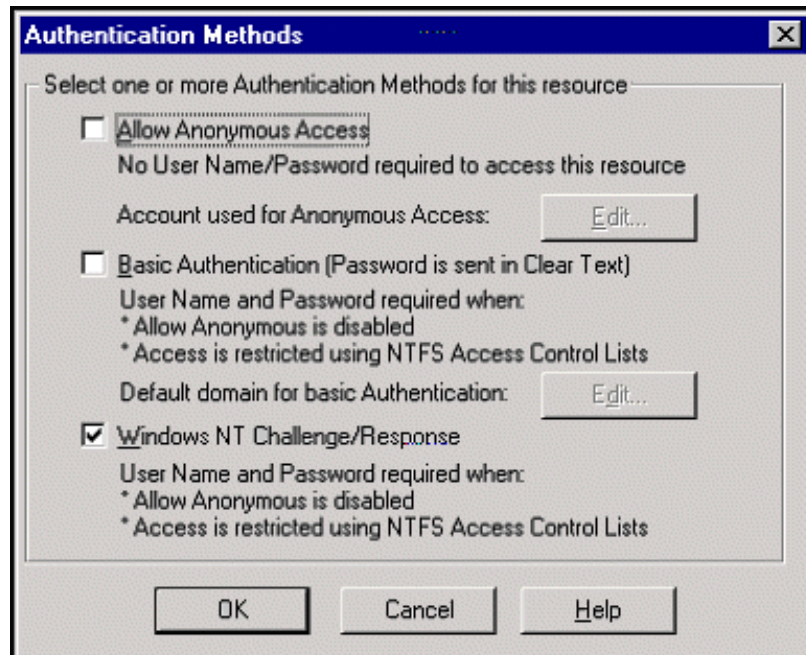 Authentication Methods
Select one or more Authentication Methods for this resource
Allow Anonymous Access
No User Name/Password required to access this resource
Account used for Anonymous Access: Edit...
Basic Authentication (Password is sent in Clear Text)
User Name and Password required when:
* Allow Anonymous is disabled
* Access is restricted using NTFS Access Control Lists
Default domain for basic Authentication: Edit...
Windows NT Challenge/Response
User Name and Password required when:
* Allow Anonymous is disabled
* Access is restricted using NTFS Access Control Lists
OK Cancel Help